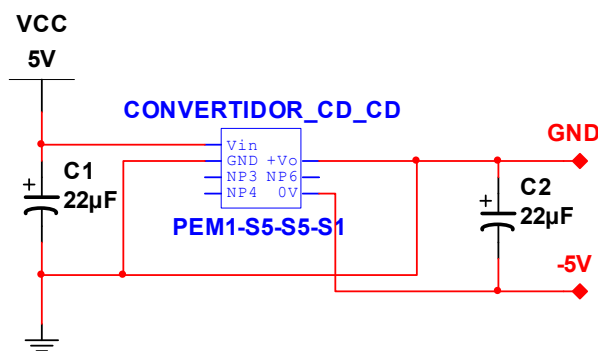 VCC
5V
CONVERTIDOR_CD_CD
GND
Vin
GND +Vo
NP3 NP6
NP4 0V
+
C1
22µF
+
C2
22µF
PEM1-S5-S5-S1
-5V